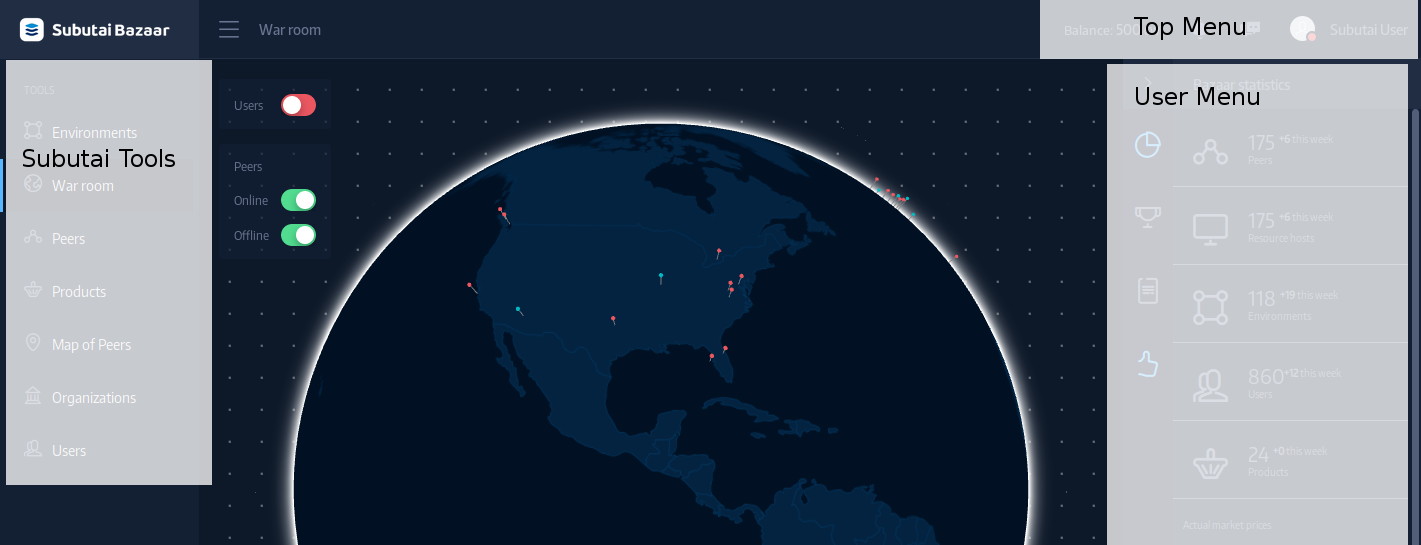 Subutai Bazaar
War room
Balance:
Top Menu
Subutai User
TOOLS
Environments
Subutai Tools
War room
Peers
Products
Map of Peers
Organizations
Users
Users
Peers
Online
Offline
Bazaar statistics
User Menu
175 +6 this week
Peers
175 +6 this week
Resource hosts
118 +19 this week
Environments
860 +12 this week
Users
24 +0 this week
Products
Actual market prices